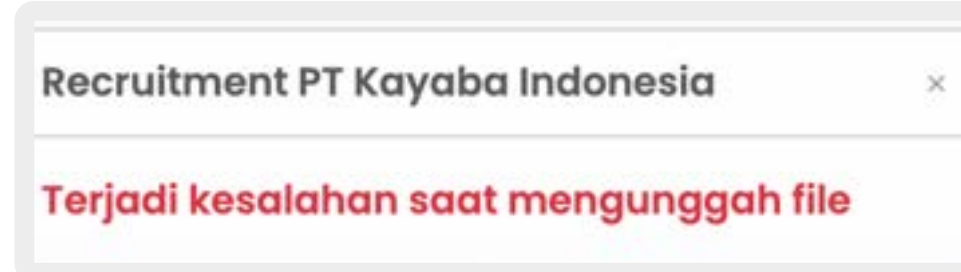 Recruitment PT Kayaba Indonesia
Terjadi kesalahan saat mengunggah file